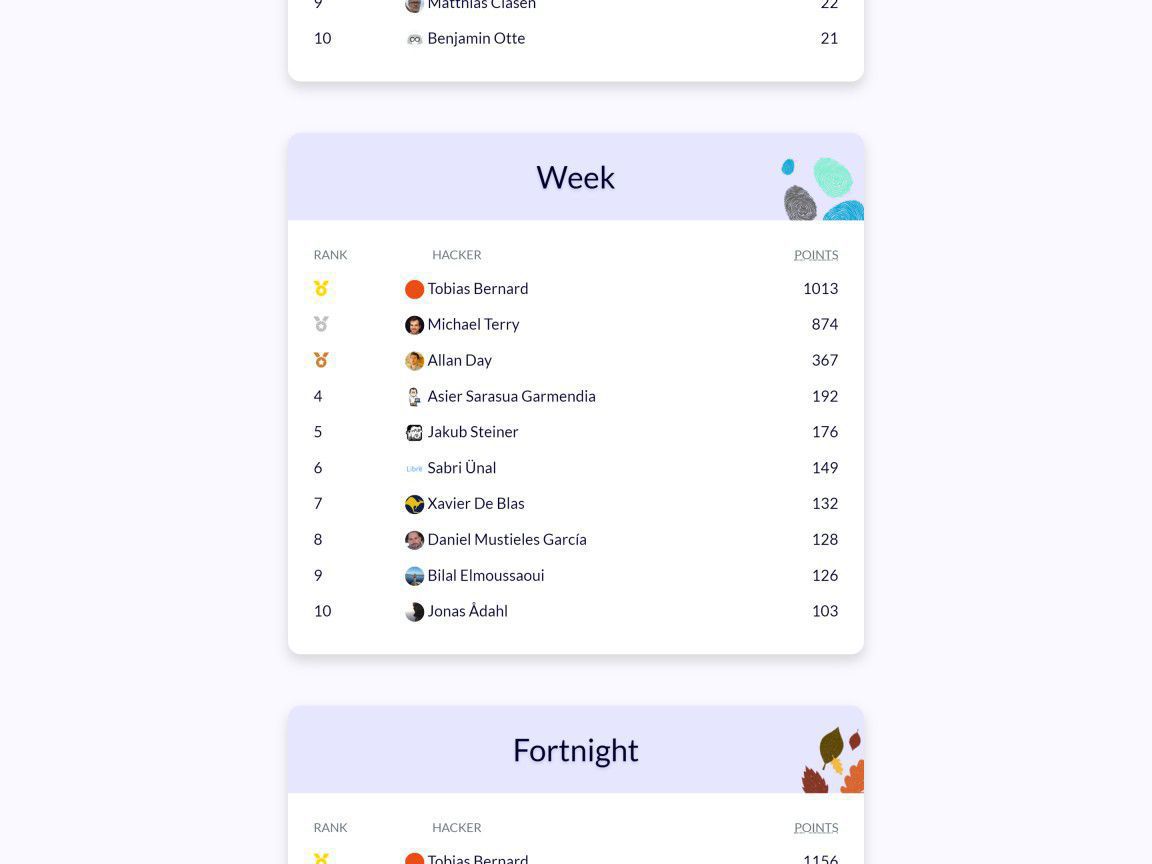 9 Matthias Clasen 22
10 Benjamin Otte 21
Week
RANK HACKER POINTS
Tobias Bernard 1013
Michael Terry 874
Allan Day 367
4 Asier Sarasua Garmendia 192
5 Jakub Steiner 176
6 Sabri Ünal 149
7 Xavier De Blas 132
8 Daniel Mustieles García 128
9 Bilal Elmoussaoui 126
10 Jonas Ådahl 103
Fortnight
RANK HACKER POINTS
Tobias Bernard 1156